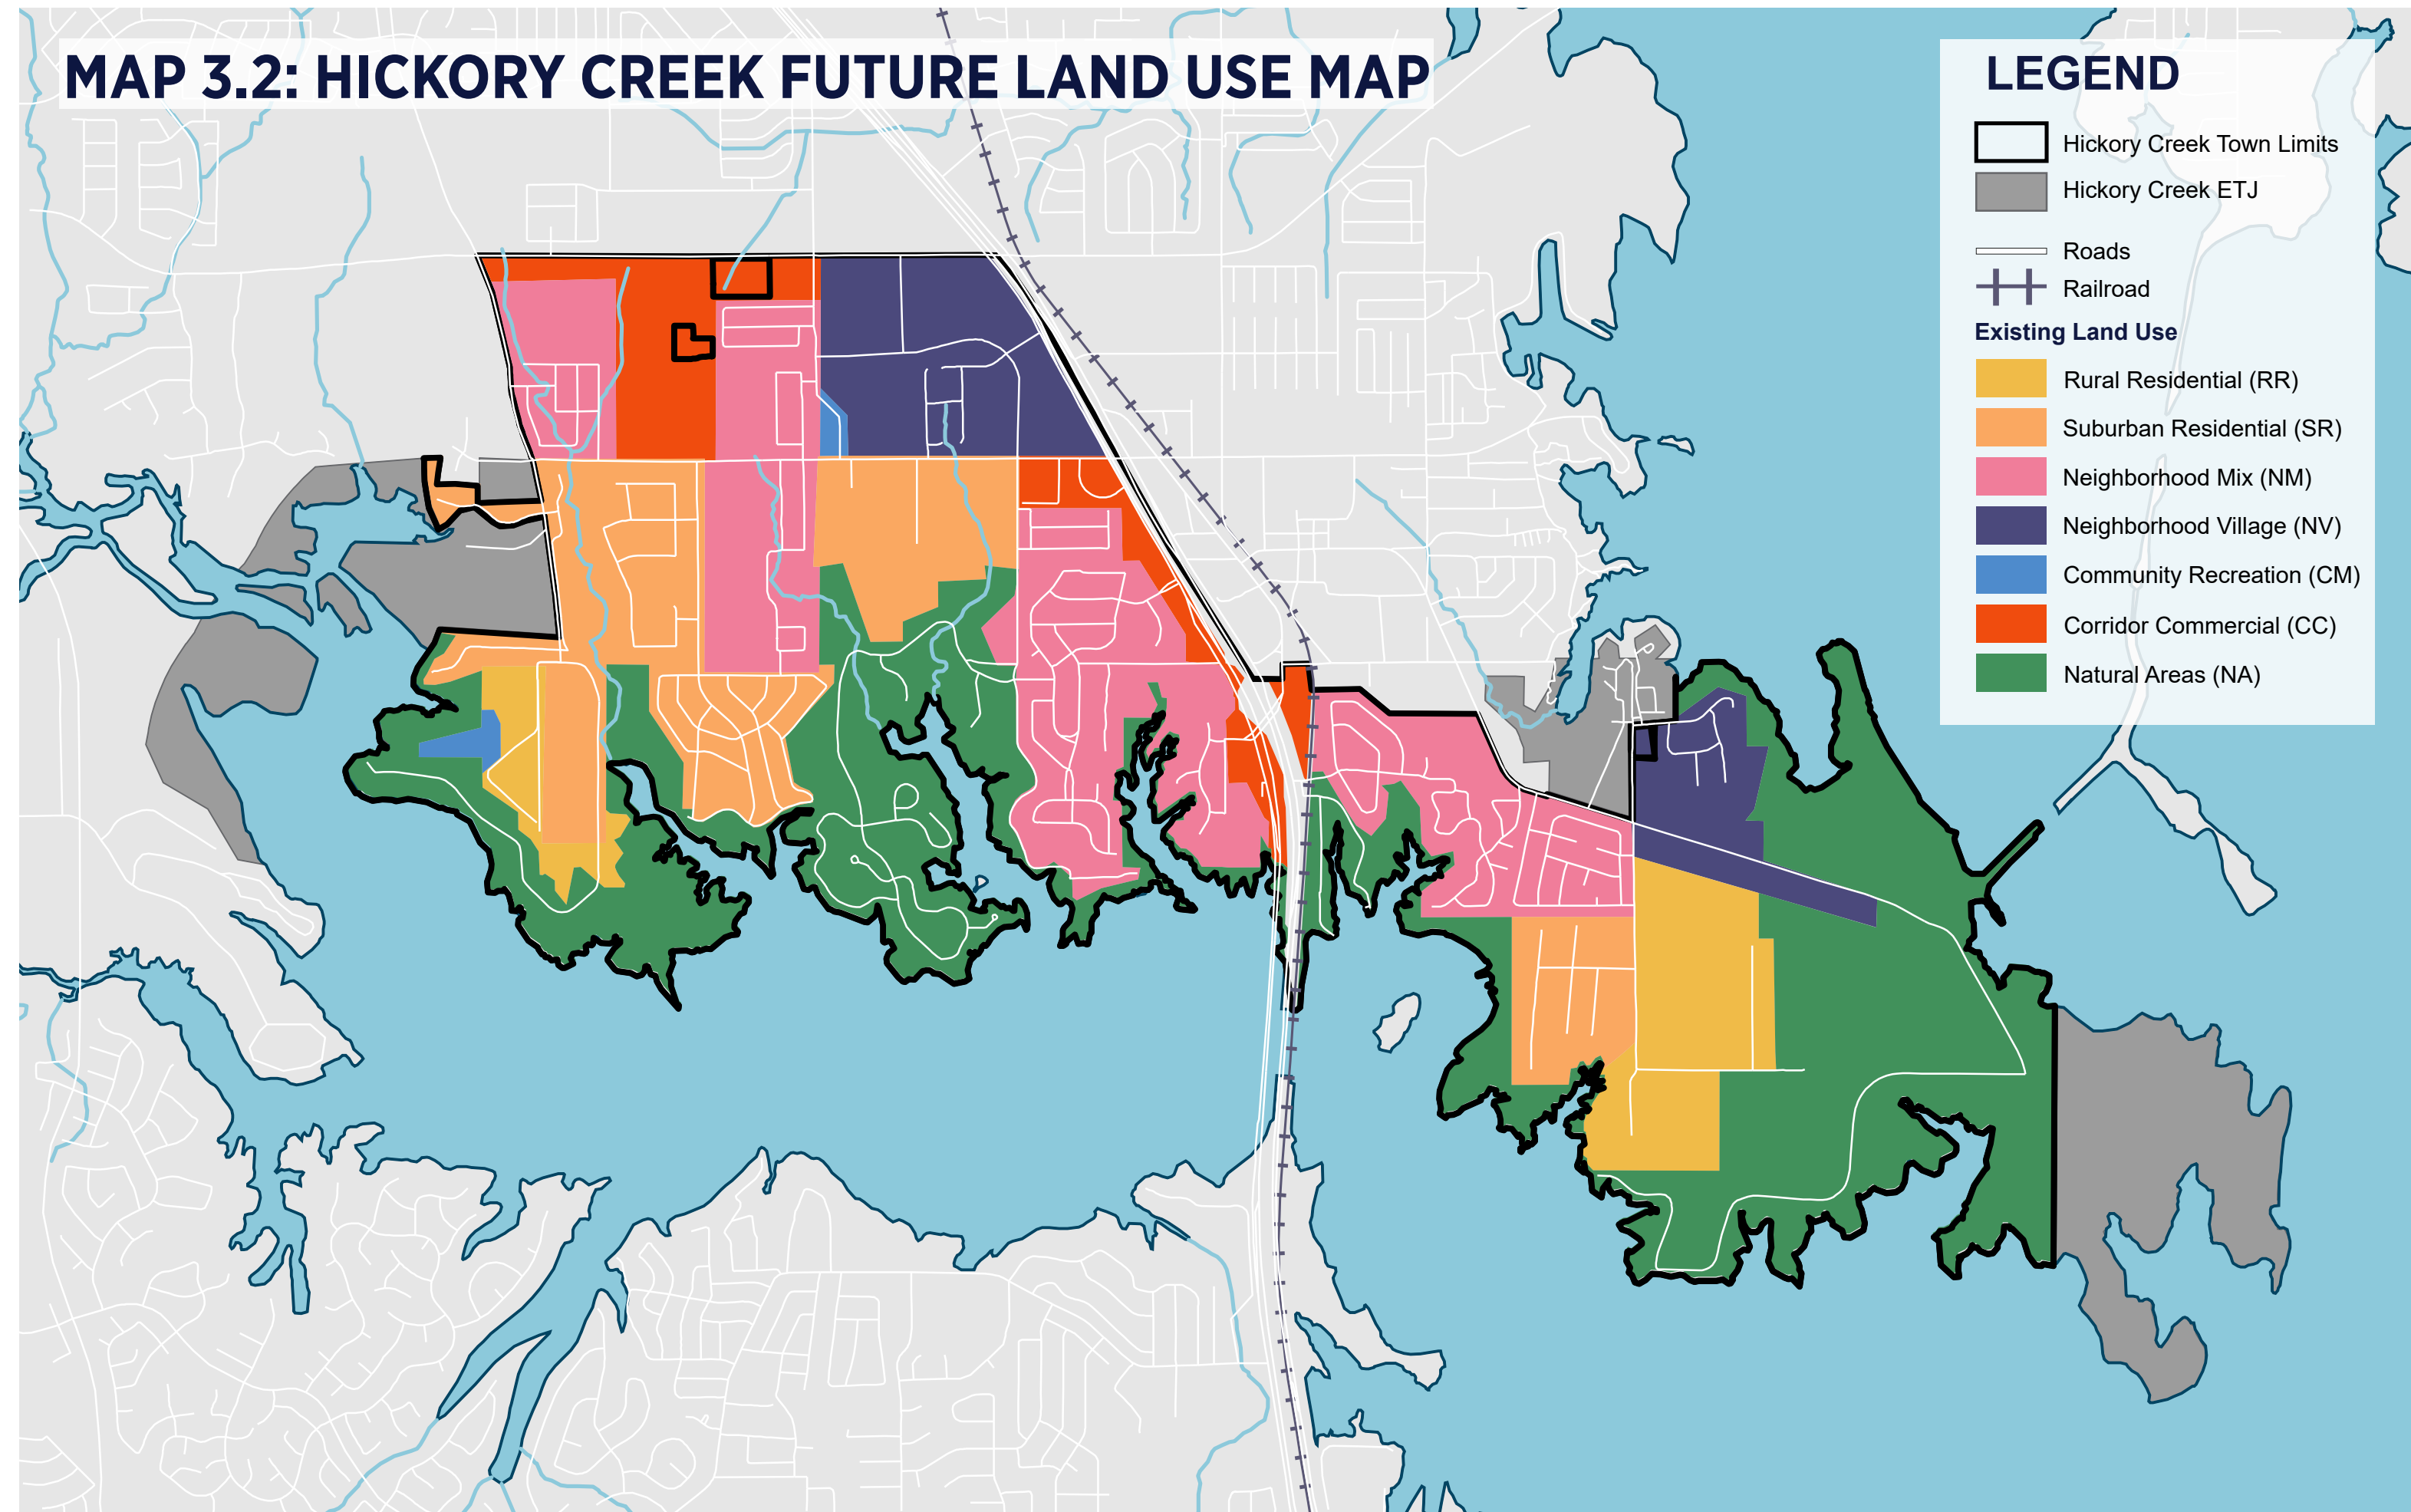 MAP 3.2: HICKORY CREEK FUTURE LAND USE MAP
LEGEND
Hickory Creek Town Limits
Hickory Creek ETJ
Roads
Railroad
Existing Land Use
Rural Residential (RR)
Suburban Residential (SR)
Neighborhood Mix (NM)
Neighborhood Village (NV)
Community Recreation (CM)
Corridor Commercial (CC)
Natural Areas (NA)